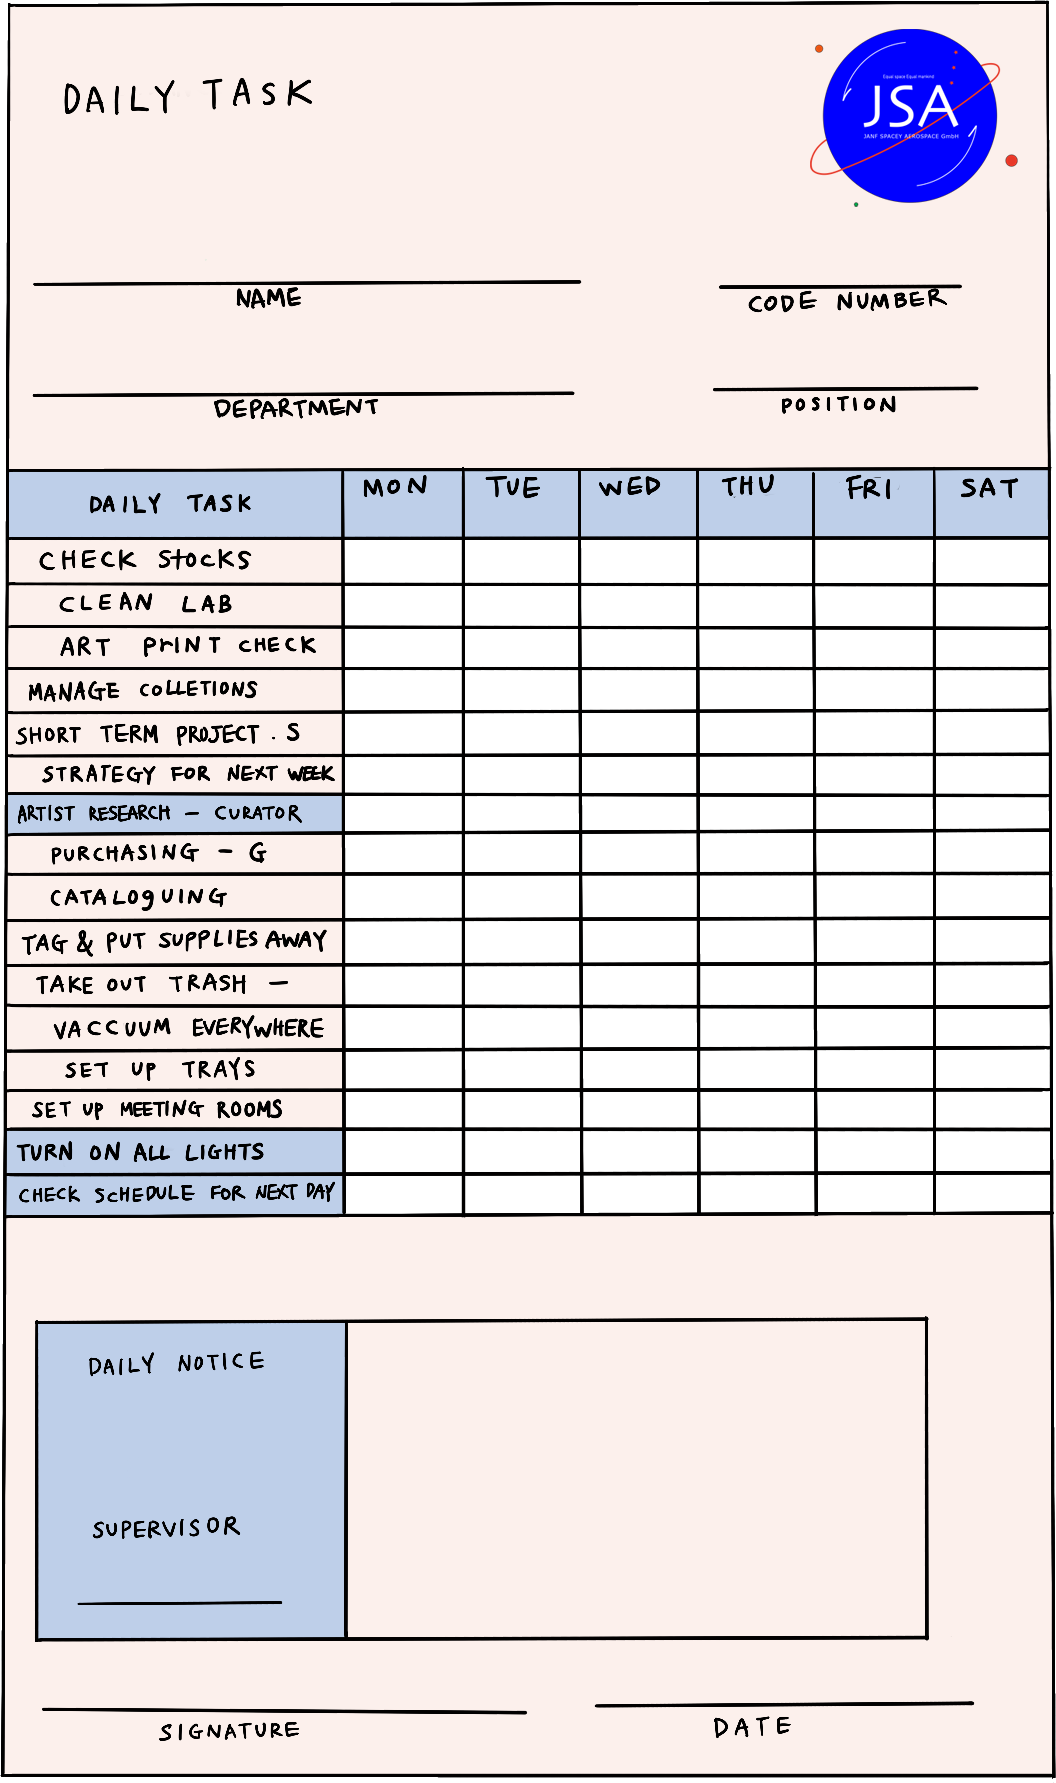 DAILY TASK
Equal space Equal mankind
JSA
JANF SPACEY AEROSPACE GmbH
NAME
CODE NUMBER
DEPARTMENT
POSITION
DAILY TASK MON TUE WED THU FRI SAT
CHECK STOCKS
CLEAN LAB
ART PrINT CHECK
MANAGE COLLETIONS
SHORT TERM PROJECT . S
STRATEGY FOR NEXT WEEK
ARTIST RESEARCH – CURATOR
PURCHASING – G
CATALOgUING
TAG & PUT SUPPLIES AWAY
TAKE OUT TRASH –
VACCUUM EVERYWHERE
SET UP TRAYS
SET UP MEETING ROOMS
TURN ON ALL LIGHTS
CHECK SCHEDULE FOR NEXT DAY
DAILY NOTICE
SUPERVISOR
SIGNATURE
DATE